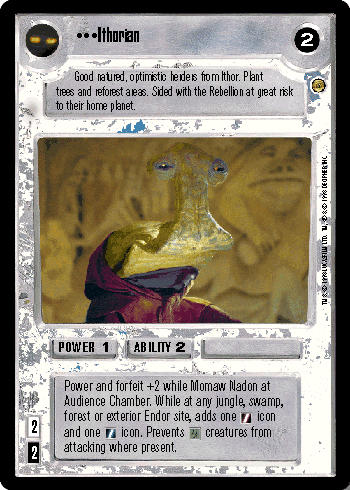 •••Ithorian
2
Good natured, optimistic herders from Ithor. Plant
trees and reforest areas. Sided with the Rebellion at great risk
to their home planet.
POWER 1
ABILITY 2
Power and forfeit +2 while Momaw Nadon at
Audience Chamber. While at any jungle, swamp,
forest or exterior Endor site, adds one icon
and one icon. Prevents creatures from
attacking where present.
2
2